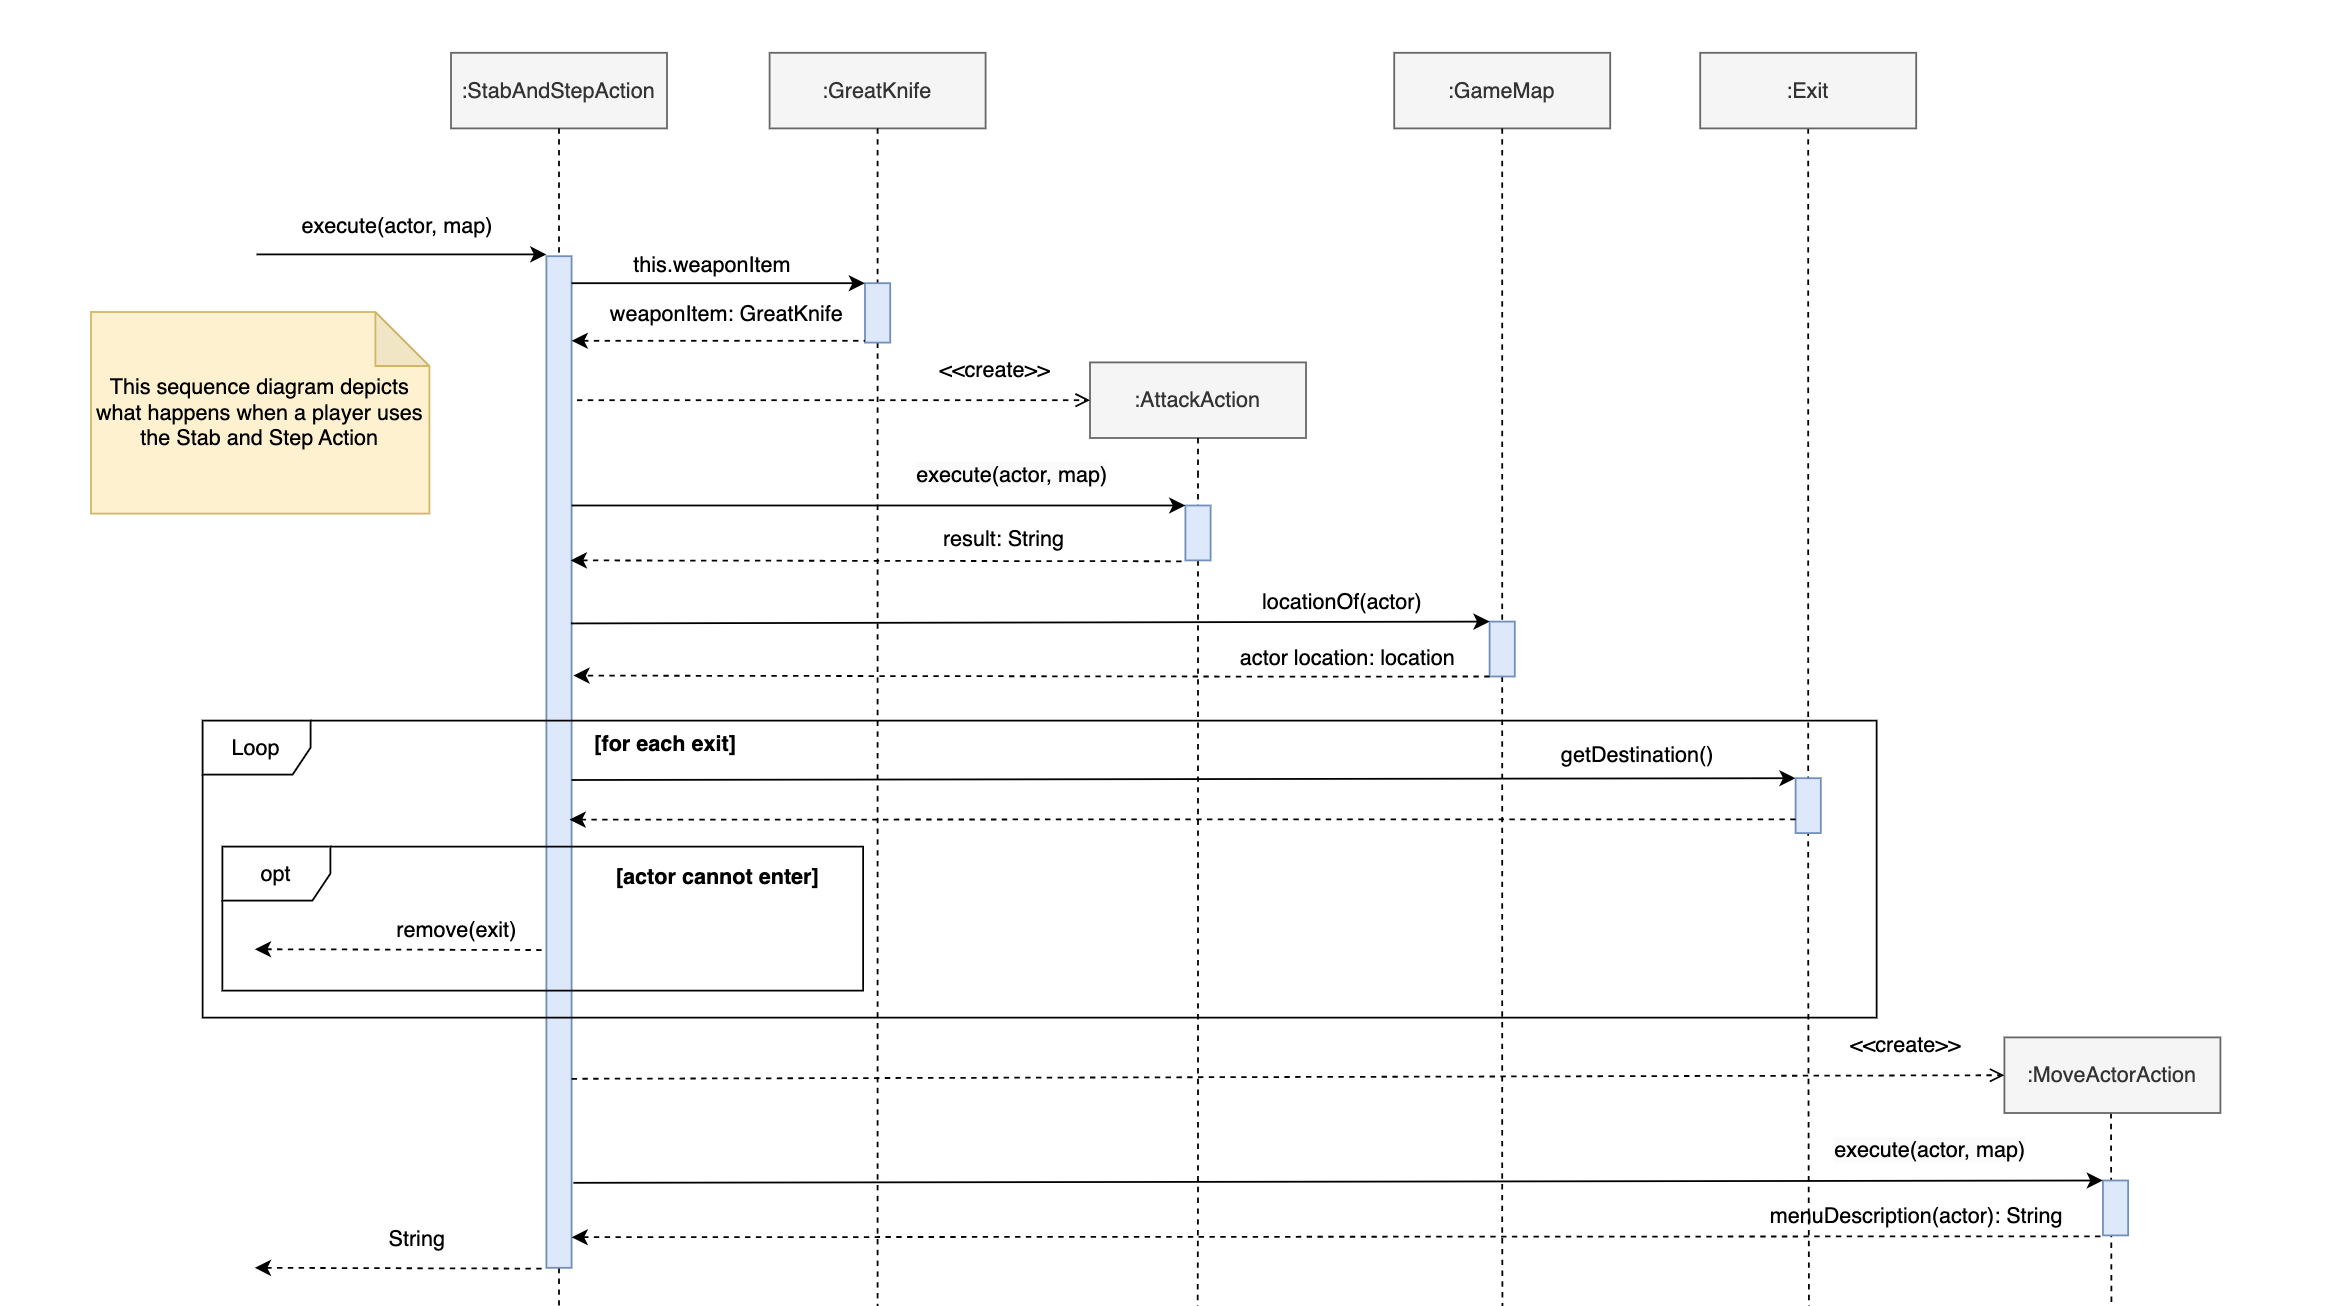 :StabAndStepAction
:GreatKnife
:GameMap
:Exit
execute(actor, map)
this.weaponItem
weaponItem: GreatKnife
This sequence diagram depicts
what happens when a player uses
the Stab and Step Action
<<create>>
:AttackAction
execute(actor, map)
result: String
locationOf(actor)
actor location: location
Loop
[for each exit]
getDestination()
opt
[actor cannot enter]
remove(exit)
<<create>>
:MoveActorAction
execute(actor, map)
menuDescription(actor): String
String